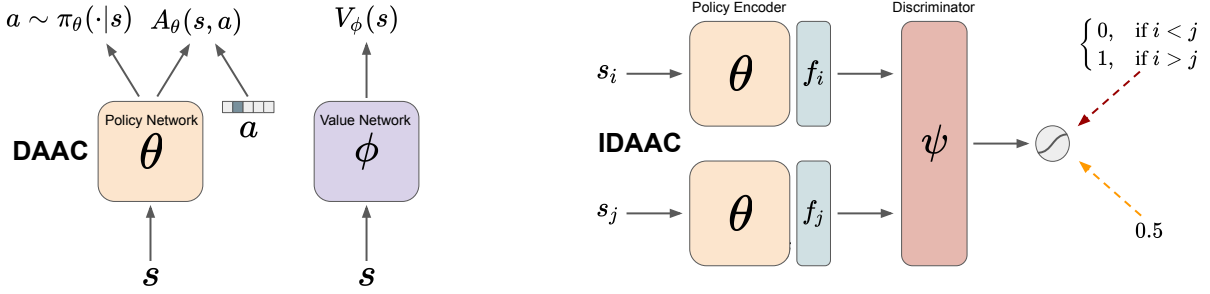 a ∼ π_θ(·|s) A_θ(s, a)
V_ϕ(s)
a
DAAC
Policy Network
θ
Value Network
ϕ
s
s
Policy Encoder
Discriminator
s_i
θ
f_i
IDAAC
s_j
θ
f_j
ψ
{ 0, if i < j
1, if i > j
0.5